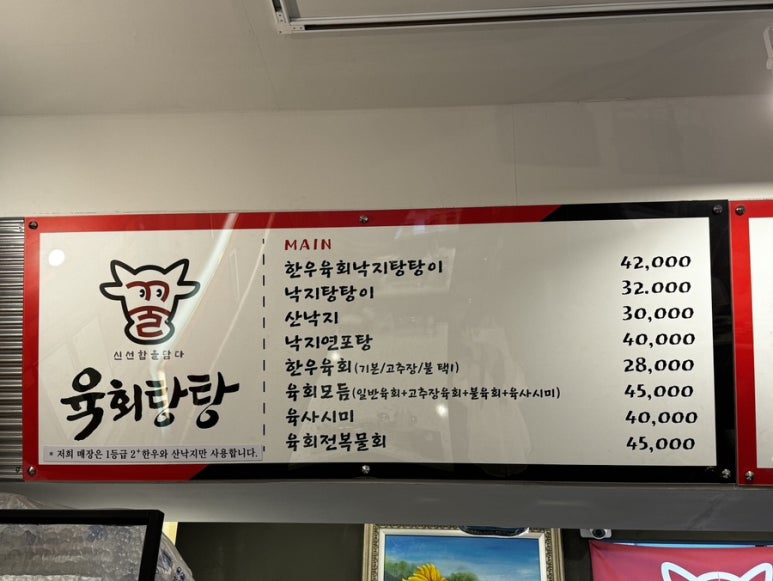 꿀
신선함을담다
육회탕탕
* 저희 매장은 1등급 2⁺한우와 산낙지만 사용합니다.
MAIN
한우육회낙지탕탕이 42,000
낙지탕탕이 32.000
산낙지 30,000
낙지연포탕 40,000
한우육회(기본/고추장/불 택1) 28,000
육회모듬(일반육회+고추장육회+불육회+육사시미) 45,000
육사시미 40,000
육회전복물회 45,000